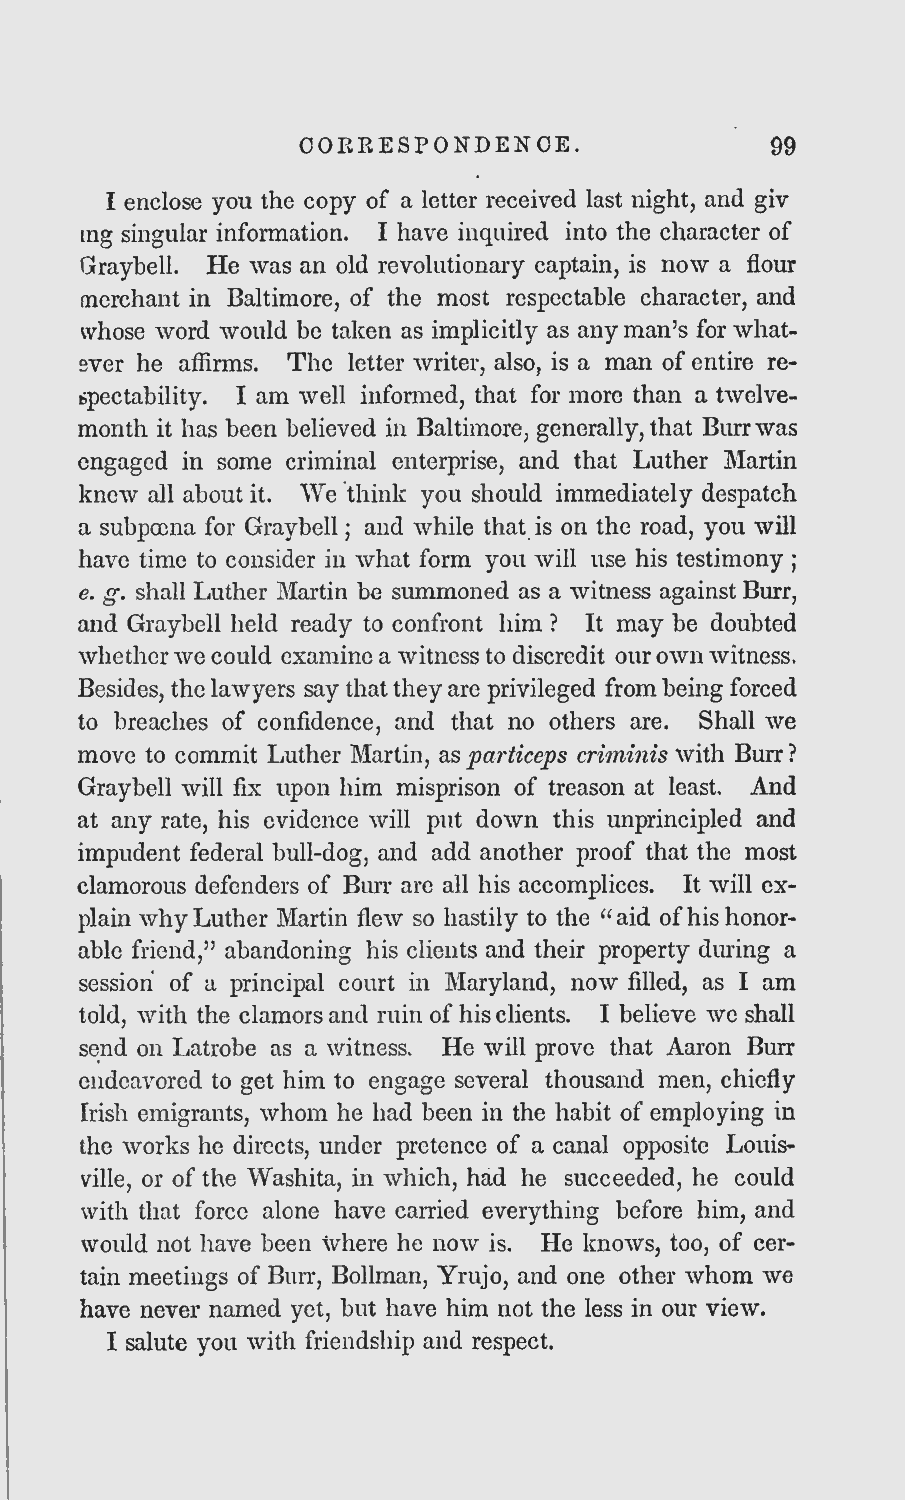 CORRESPONDENCE. 99
I enclose you the copy of a letter received last night, and giv
ing singular information. I have inquired into the character of
Graybell. He was an old revolutionary captain, is now a flour
merchant in Baltimore, of the most respectable character, and
whose word would be taken as implicitly as any man's for what-
ever he affirms. The letter writer, also, is a man of entire re-
spectability. I am well informed, that for more than a twelve-
month it has been believed in Baltimore, generally, that Burr was
engaged in some criminal enterprise, and that Luther Martin
knew all about it. We think you should immediately despatch
a subpœna for Graybell; and while that is on the road, you will
have time to consider in what form you will use his testimony;
e. g. shall Luther Martin be summoned as a witness against Burr,
and Graybell held ready to confront him? It may be doubted
whether we could examine a witness to discredit our own witness.
Besides, the lawyers say that they are privileged from being forced
to breaches of confidence, and that no others are. Shall we
move to commit Luther Martin, as particeps criminis with Burr?
Graybell will fix upon him misprison of treason at least. And
at any rate, his evidence will put down this unprincipled and
impudent federal bull-dog, and add another proof that the most
clamorous defenders of Burr are all his accomplices. It will ex-
plain why Luther Martin flew so hastily to the "aid of his honor-
able friend," abandoning his clients and their property during a
session of a principal court in Maryland, now filled, as I am
told, with the clamors and ruin of his clients. I believe we shall
send on Latrobe as a witness. He will prove that Aaron Burr
endeavored to get him to engage several thousand men, chiefly
Irish emigrants, whom he had been in the habit of employing in
the works he directs, under pretence of a canal opposite Louis-
ville, or of the Washita, in which, had he succeeded, he could
with that force alone have carried everything before him, and
would not have been where he now is. He knows, too, of cer-
tain meetings of Burr, Bollman, Yrujo, and one other whom we
have never named yet, but have him not the less in our view.
I salute you with friendship and respect.